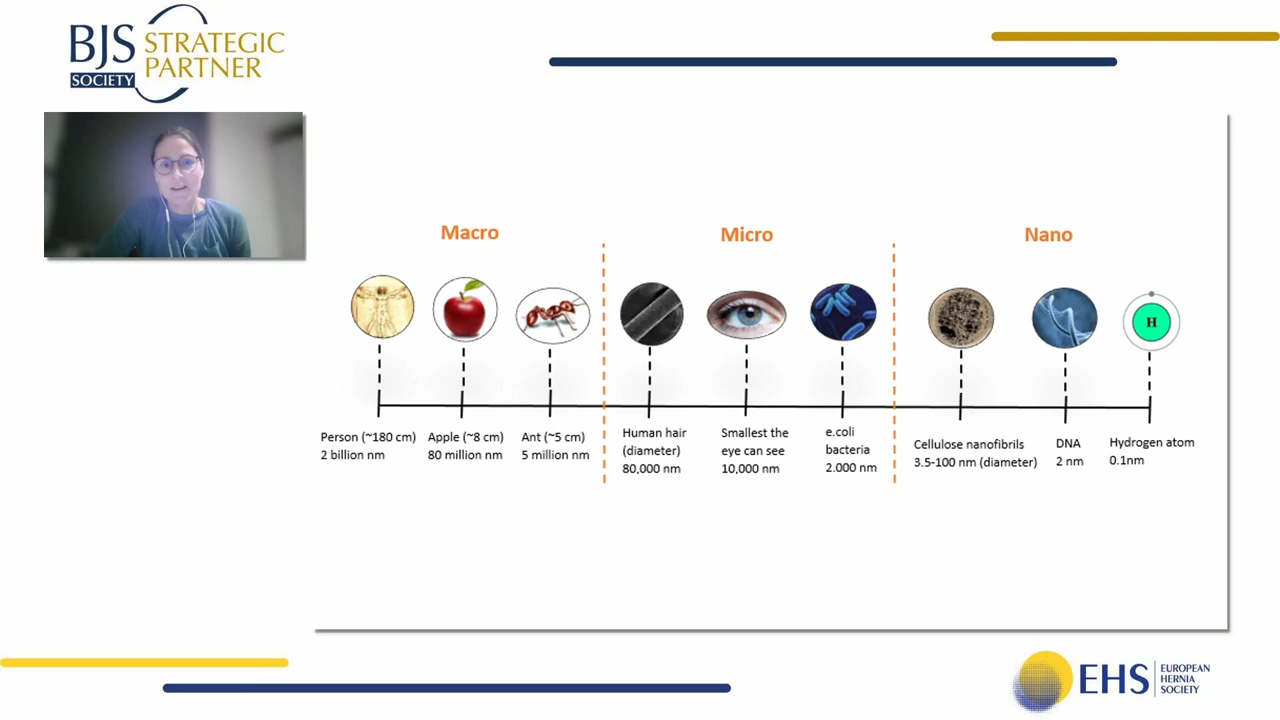 BJS STRATEGIC
SOCIETY PARTNER
Macro
Micro
Nano
H
Person (~180 cm)
2 billion nm
Apple (~8 cm)
80 million nm
Ant (~5 cm)
5 million nm
Human hair
(diameter)
80,000 nm
Smallest the
eye can see
10,000 nm
e.coli
bacteria
2.000 nm
Cellulose nanofibrils
3.5-100 nm (diameter)
DNA
2 nm
Hydrogen atom
0.1nm
EHS
EUROPEAN
HERNIA
SOCIETY